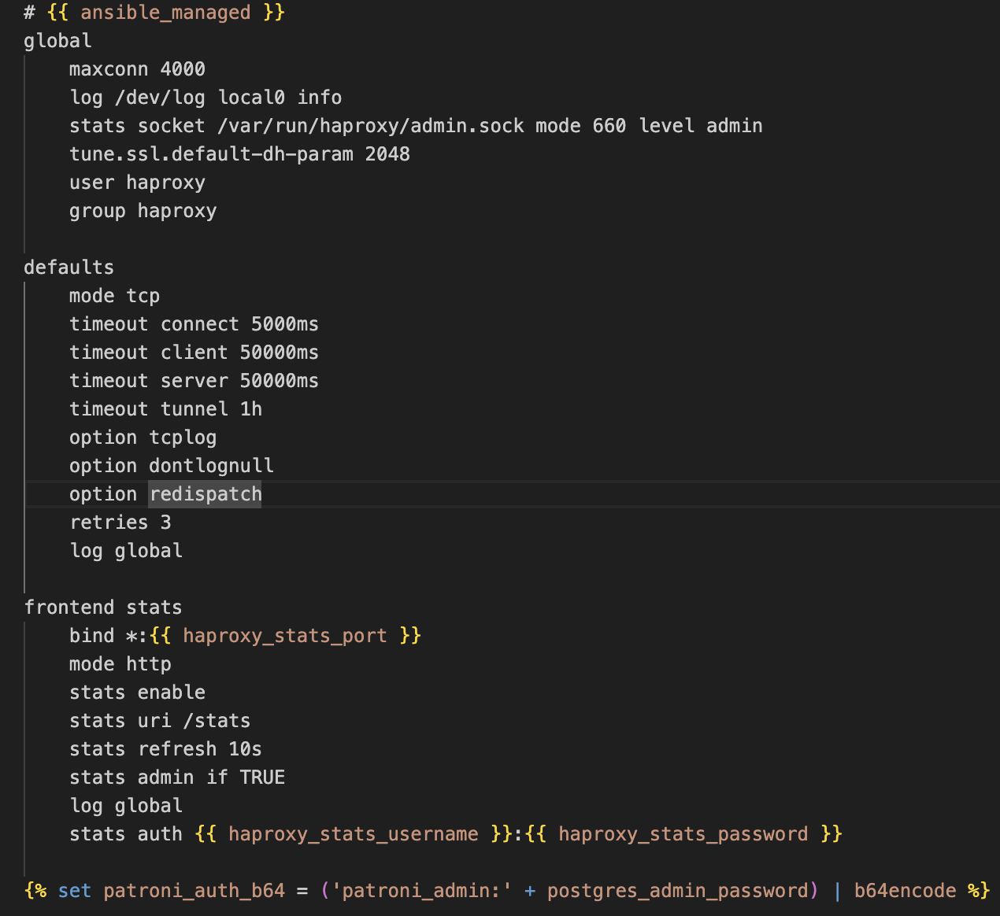 # {{ ansible_managed }}
global
    maxconn 4000
    log /dev/log local0 info
    stats socket /var/run/haproxy/admin.sock mode 660 level admin
    tune.ssl.default-dh-param 2048
    user haproxy
    group haproxy

defaults
    mode tcp
    timeout connect 5000ms
    timeout client 50000ms
    timeout server 50000ms
    timeout tunnel 1h
    option tcplog
    option dontlognull
    option redispatch
    retries 3
    log global

frontend stats
    bind *:{{ haproxy_stats_port }}
    mode http
    stats enable
    stats uri /stats
    stats refresh 10s
    stats admin if TRUE
    log global
    stats auth {{ haproxy_stats_username }}:{{ haproxy_stats_password }}

{% set patroni_auth_b64 = ('patroni_admin:' + postgres_admin_password) | b64encode %}